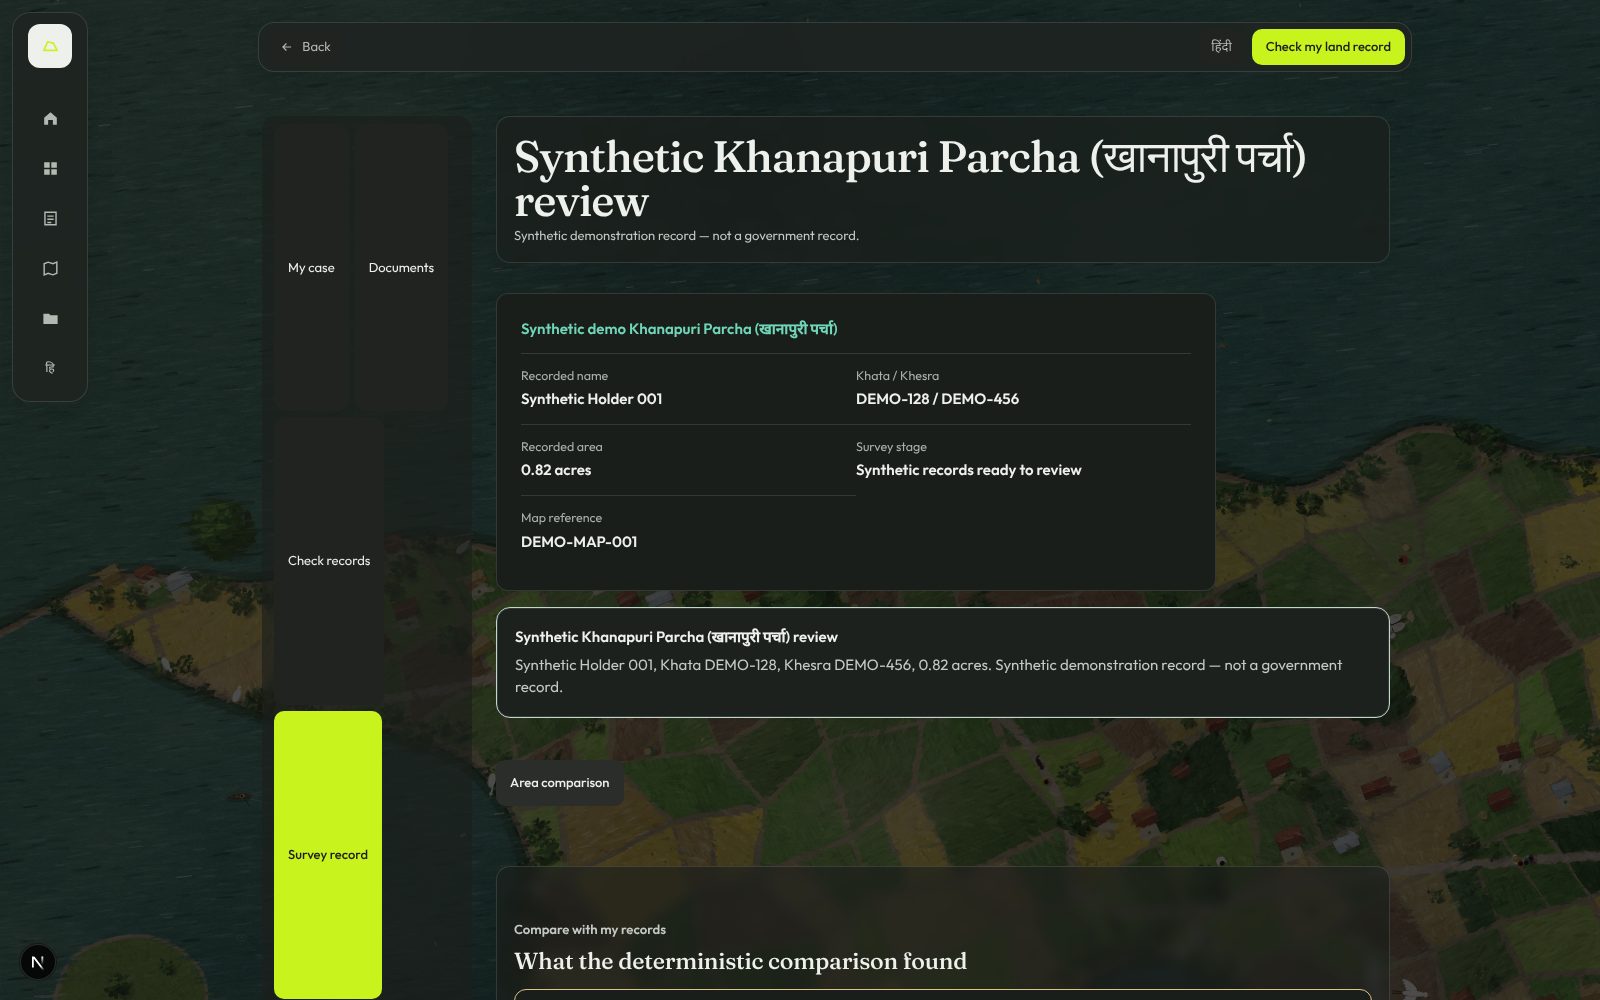 Back
हिंदी
Check my land record
हि
My case
Documents
Check records
Survey record
Synthetic Khanapuri Parcha (खानापुरी पर्चा)
review
Synthetic demonstration record — not a government record.
Synthetic demo Khanapuri Parcha (खानापुरी पर्चा)
Recorded name
Synthetic Holder 001
Khata / Khesra
DEMO-128 / DEMO-456
Recorded area
0.82 acres
Survey stage
Synthetic records ready to review
Map reference
DEMO-MAP-001
Synthetic Khanapuri Parcha (खानापुरी पर्चा) review
Synthetic Holder 001, Khata DEMO-128, Khesra DEMO-456, 0.82 acres. Synthetic demonstration record — not a government
record.
Area comparison
Compare with my records
What the deterministic comparison found
N